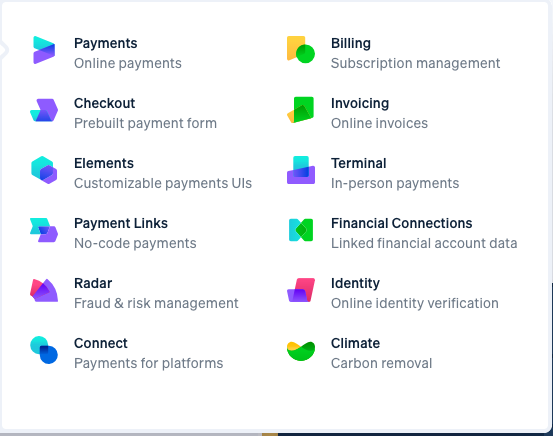 Payments
Online payments
Checkout
Prebuilt payment form
Elements
Customizable payments UIs
Payment Links
No-code payments
Radar
Fraud & risk management
Connect
Payments for platforms
Billing
Subscription management
Invoicing
Online invoices
Terminal
In-person payments
Financial Connections
Linked financial account data
Identity
Online identity verification
Climate
Carbon removal